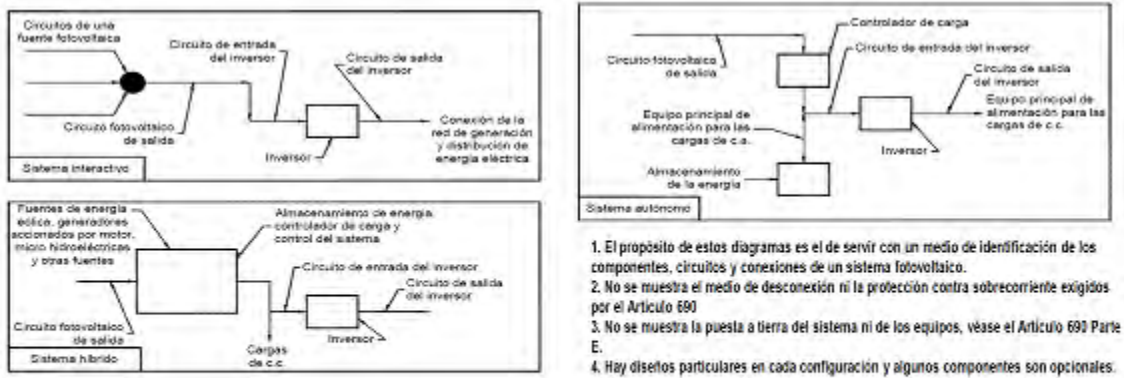 Circuitos de una
fuente fotovoltaica
Circuito de entrada
del inversor
Circuito de salida
del inversor
Circuito fotovoltaico
de salida
Inversor
Conexión de la
red de generación
y distribución de
energía eléctrica
Sistema interactivo
Fuentes de energía
eólica, generadores
accionados por motor,
micro hidroeléctricas
y otras fuentes
Almacenamiento de energía,
controlador de carga y
control del sistema
Circuito de entrada del inversor
Circuito de salida
del inversor
Circuito fotovoltaico
de salida
Cargas
de c.c.
Inversor
Sistema híbrido
Controlador de carga
Circuito de entrada del inversor
Circuito fotovoltaico
de salida
Circuito de salida
del inversor
Equipo principal de
alimentación para las
cargas de c.a.
Equipo principal de
alimentación para las
cargas de c.c.
Inversor
Almacenamiento
de la energía
Sistema autónomo
1. El propósito de estos diagramas es el de servir con un medio de identificación de los
componentes, circuitos y conexiones de un sistema fotovoltaico.
2. No se muestra el medio de desconexión ni la protección contra sobrecorriente exigidos
por el Articulo 690
3. No se muestra la puesta a tierra del sistema ni de los equipos, véase el Artículo 690 Parte
E.
4. Hay diseños particulares en cada configuración y algunos componentes son opcionales.